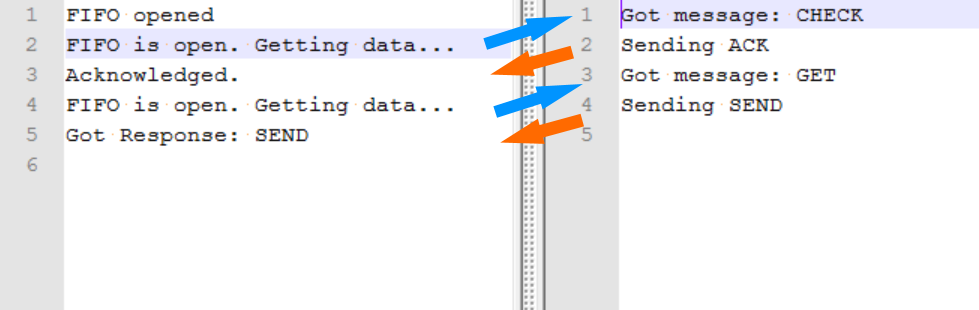 1 FIFO opened
2 FIFO is open. Getting data...
3 Acknowledged.
4 FIFO is open. Getting data...
5 Got Response: SEND
6
1 Got message: CHECK
2 Sending ACK
3 Got message: GET
4 Sending SEND
5